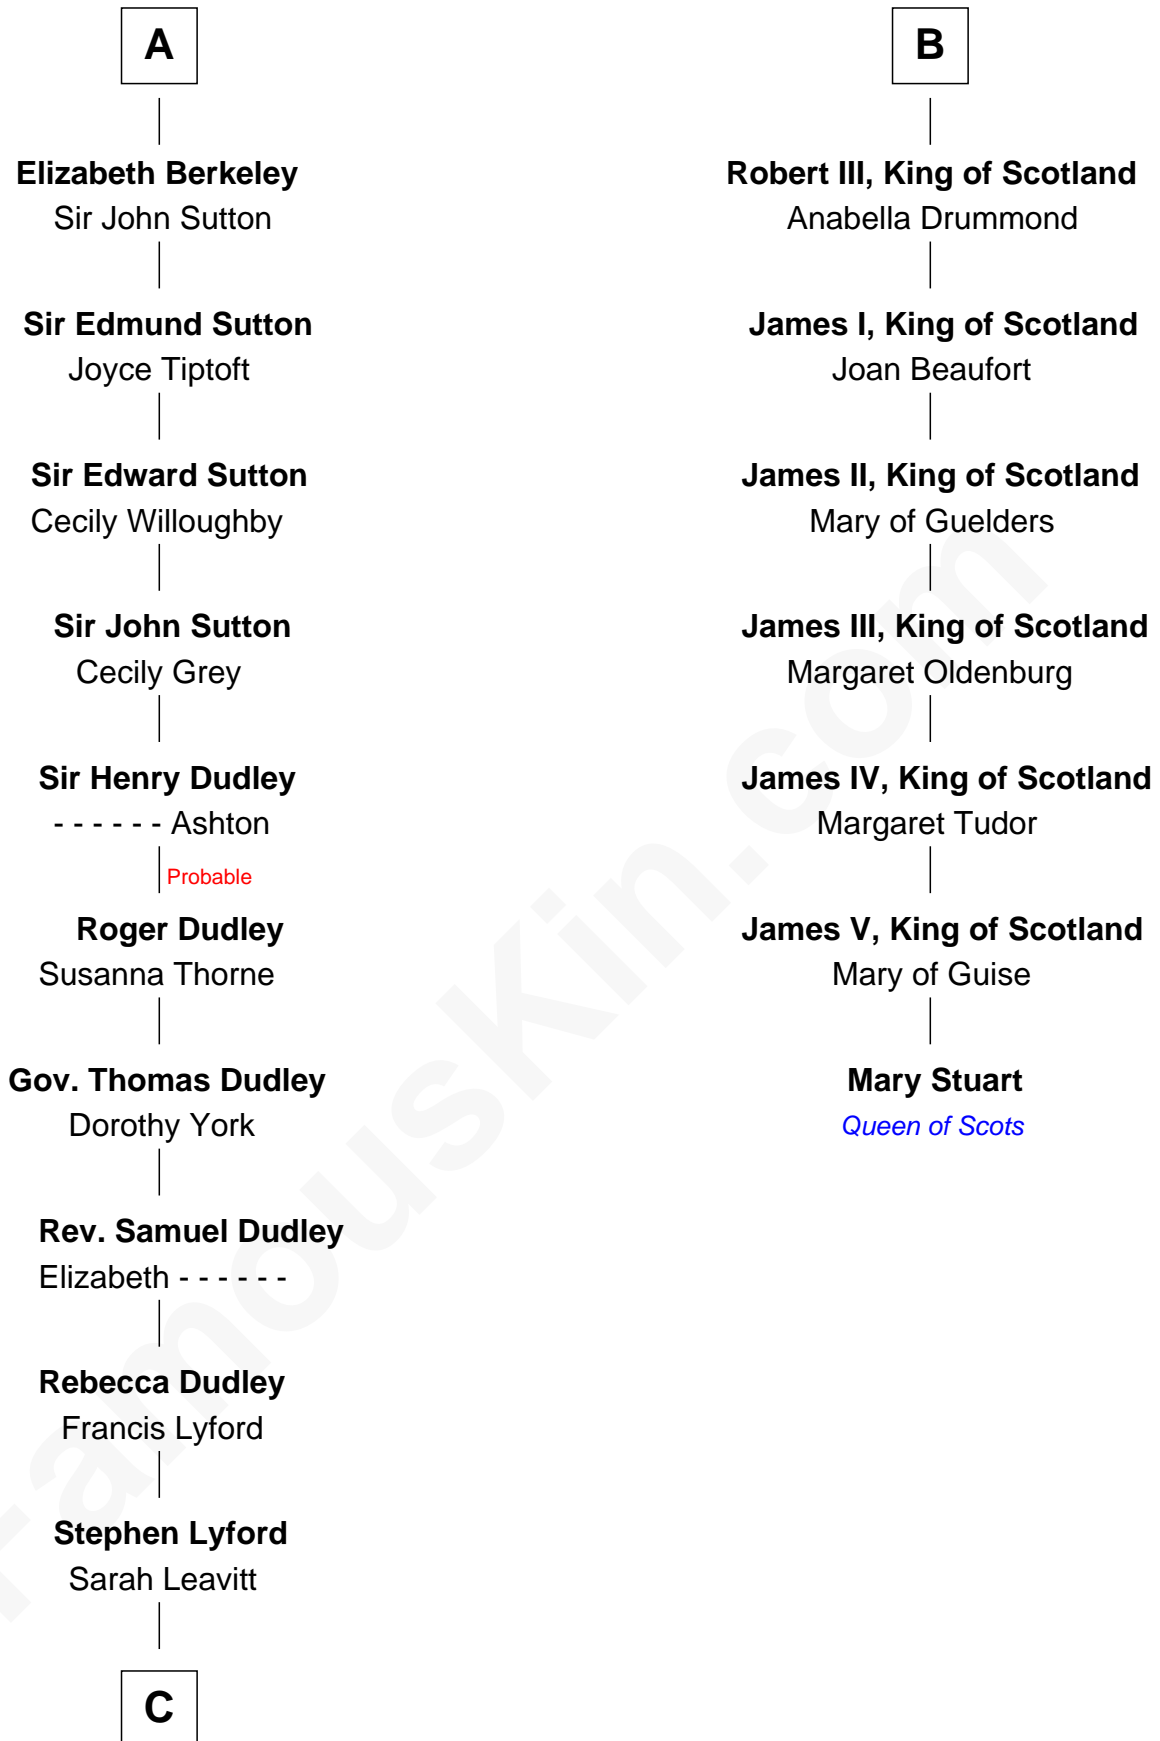 A
Elizabeth Berkeley
Sir John Sutton
Sir Edmund Sutton
Joyce Tiptoft
Sir Edward Sutton
Cecily Willoughby
Sir John Sutton
Cecily Grey
Sir Henry Dudley
- - - - - - Ashton
Probable
Roger Dudley
Susanna Thorne
Gov. Thomas Dudley
Dorothy York
Rev. Samuel Dudley
Elizabeth - - - - - -
Rebecca Dudley
Francis Lyford
Stephen Lyford
Sarah Leavitt
C
B
Robert III, King of Scotland
Anabella Drummond
James I, King of Scotland
Joan Beaufort
James II, King of Scotland
Mary of Guelders
James III, King of Scotland
Margaret Oldenburg
James IV, King of Scotland
Margaret Tudor
James V, King of Scotland
Mary of Guise
Mary Stuart
Queen of Scots
FamousKin.com